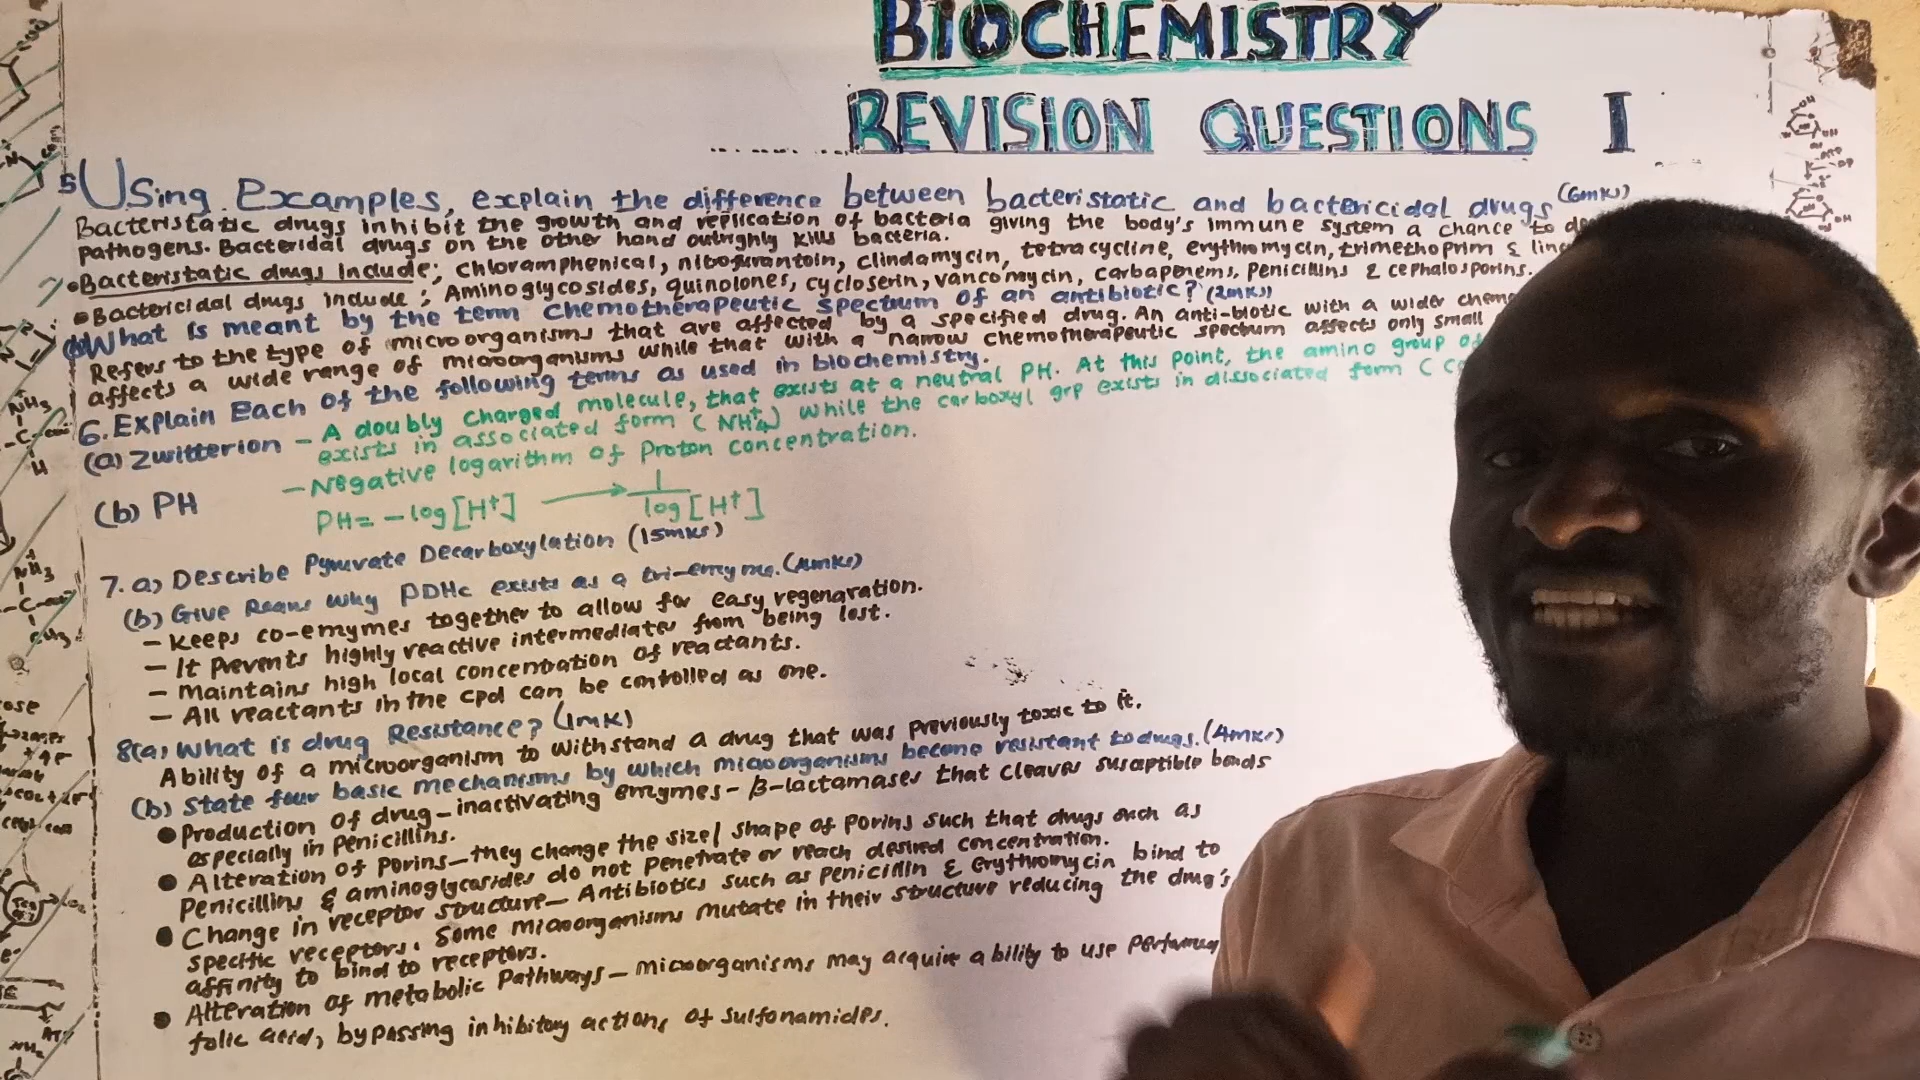 BIOCHEMISTRY
REVISION QUESTIONS I
5 Using Examples, explain the difference between bacteristatic and bactericidal drugs (6mks)
Bacteristatic drugs inhibit the growth and replication of bacteria giving the body's immune system a chance to
pathogens. Bacteridal drugs on the other hand outrighly kills bacteria.
Bacteristatic drugs Include; chloramphenical, nitofurantoin, clindamycin, tetracycline, erythromycin, trimethoprim &
Bactericidal drugs include; Aminoglycosides, quinolones, cycloserin, vancomycin, carbapenems, penicillins & cephalosporins.
What is meant by the term chemotherapeutic spectrum of an antibiotic? (2mks)
Refers to the type of microorganisms that are affected by a specified drug. An anti-biotic with a wider
affects a wide range of microorganisms while that with a narrow chemotherapeutic spectrum affects only small
6. Explain Each of the following terms as used in biochemistry.
(a) Zwitterion - A doubly charged molecule, that exists at a neutral PH. At this point, the amino group
exists in associated form (NH4+) while the carboxyl grp exists in dissociated form (
(b) PH - Negative logarithm of Proton concentration.
PH = -log[H+] → 1/log[H+]
7. a) Describe Pyruvate Decarboxylation (15mks)
(b) Give Reans why PDHc exists as a tri-enzyme. (4mks)
- Keeps co-enzymes together to allow for easy regenaration.
- It prevents highly reactive intermediates from being lost.
- Maintains high local concentration of reactants.
- All reactants in the cpd can be controlled as one.
8(a) What is drug Resistance? (1mk)
Ability of a microorganism to withstand a drug that was previously toxic to it.
(b) State four basic mechanisms by which microorganisms become resistant to drugs. (4mks)
● Production of drug-inactivating enzymes - β-lactamases that cleaves susceptible bonds
especially in penicillins.
● Alteration of porins - they change the size/ shape of porins such that drugs such as
Penicillins & aminoglycosides do not penetrate or reach desired concentration.
● Change in receptor structure - Antibiotics such as penicillin & erythromycin bind to
specific receptors. Some microorganisms mutate in their structure reducing the drug's
affinity to bind to receptors.
● Alteration of metabolic Pathways - microorganisms may acquire ability to use
folic acid, bypassing inhibitory actions of sulfonamides.